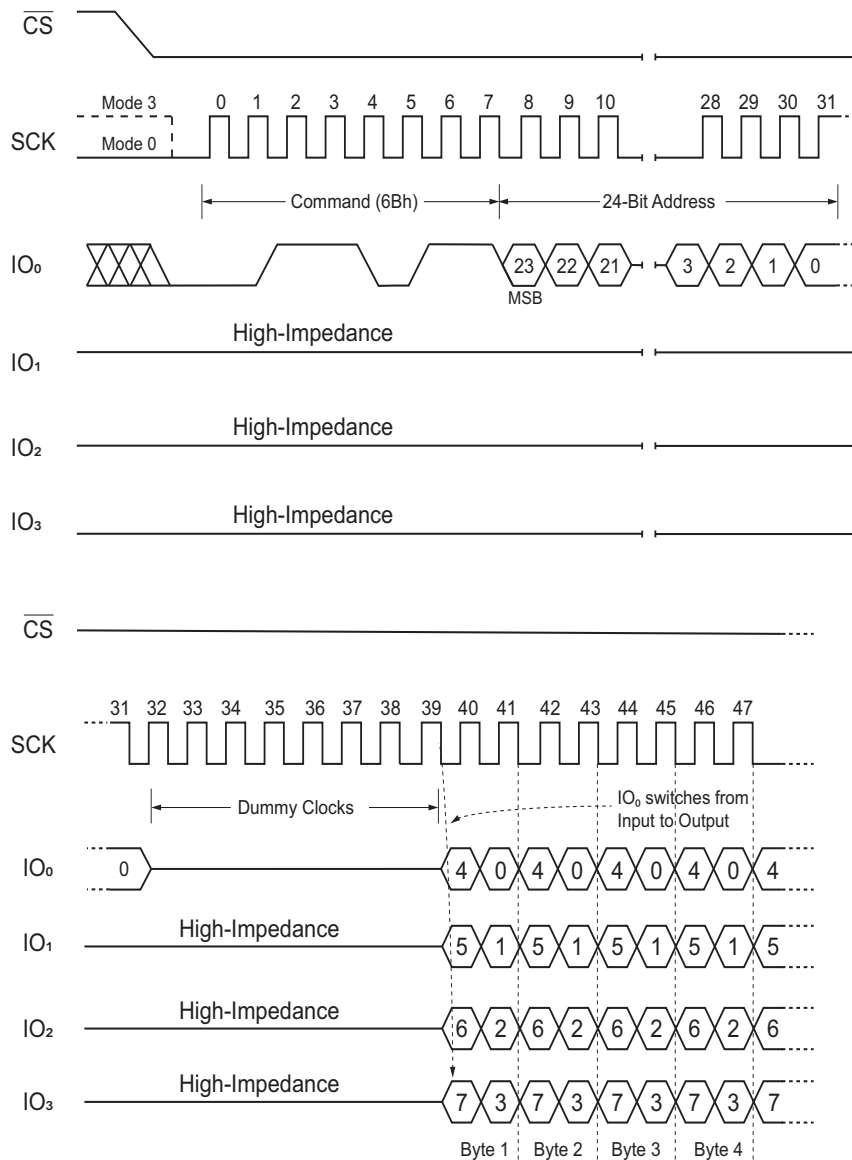 CS
Mode 3
0 1 2 3 4 5 6 7 8 9 10 28 29 30 31
SCK
Mode 0
Command (6Bh) 24-Bit Address
IO₀ 23 22 21 3 2 1 0
MSB
High-Impedance
IO₁
High-Impedance
IO₂
High-Impedance
IO₃
CS
31 32 33 34 35 36 37 38 39 40 41 42 43 44 45 46 47
SCK
Dummy Clocks
IO₀ switches from
Input to Output
IO₀ 0 4 0 4 0 4 0 4 0 4
IO₁ High-Impedance 5 1 5 1 5 1 5 1 5
IO₂ High-Impedance 6 2 6 2 6 2 6 2 6
IO₃ High-Impedance 7 3 7 3 7 3 7 3 7
Byte 1 Byte 2 Byte 3 Byte 4